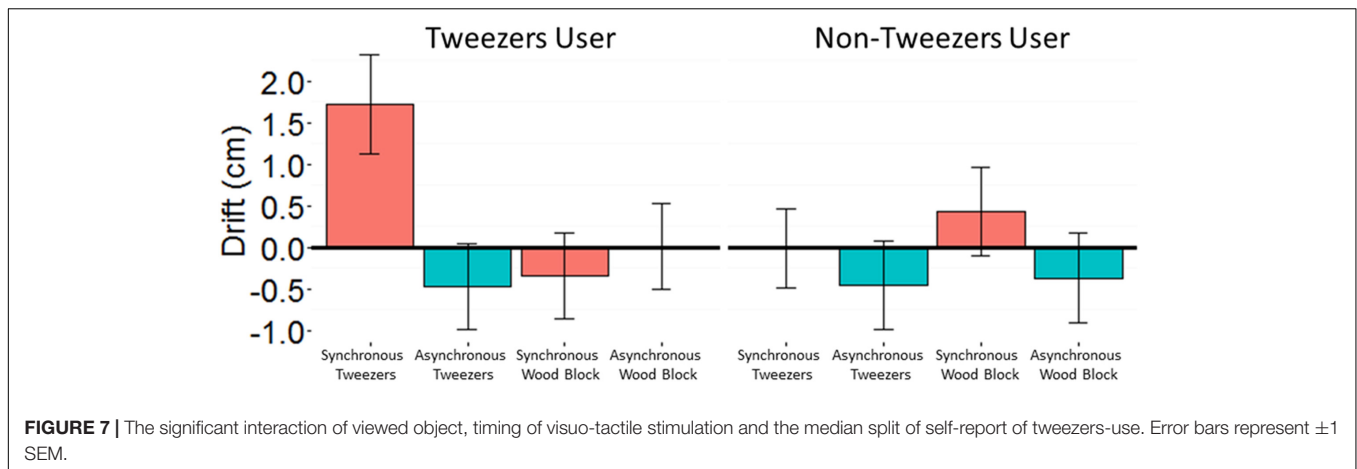 Tweezers User
Non-Tweezers User
Drift (cm)
2.0
1.5
1.0
0.5
0.0
-0.5
-1.0
Synchronous Tweezers
Asynchronous Tweezers
Synchronous Wood Block
Asynchronous Wood Block
Synchronous Tweezers
Asynchronous Tweezers
Synchronous Wood Block
Asynchronous Wood Block
FIGURE 7 | The significant interaction of viewed object, timing of visuo-tactile stimulation and the median split of self-report of tweezers-use. Error bars represent ±1
SEM.